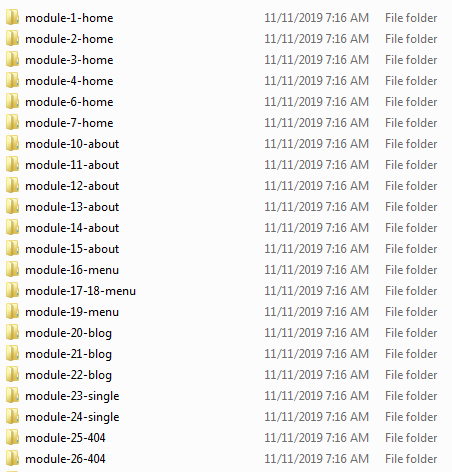 module-1-home 11/11/2019 7:16 AM File folder
module-2-home 11/11/2019 7:16 AM File folder
module-3-home 11/11/2019 7:16 AM File folder
module-4-home 11/11/2019 7:16 AM File folder
module-6-home 11/11/2019 7:16 AM File folder
module-7-home 11/11/2019 7:16 AM File folder
module-10-about 11/11/2019 7:16 AM File folder
module-11-about 11/11/2019 7:16 AM File folder
module-12-about 11/11/2019 7:16 AM File folder
module-13-about 11/11/2019 7:16 AM File folder
module-14-about 11/11/2019 7:16 AM File folder
module-15-about 11/11/2019 7:16 AM File folder
module-16-menu 11/11/2019 7:16 AM File folder
module-17-18-menu 11/11/2019 7:16 AM File folder
module-19-menu 11/11/2019 7:16 AM File folder
module-20-blog 11/11/2019 7:16 AM File folder
module-21-blog 11/11/2019 7:16 AM File folder
module-22-blog 11/11/2019 7:16 AM File folder
module-23-single 11/11/2019 7:16 AM File folder
module-24-single 11/11/2019 7:16 AM File folder
module-25-404 11/11/2019 7:16 AM File folder
module-26-404 11/11/2019 7:16 AM File folder